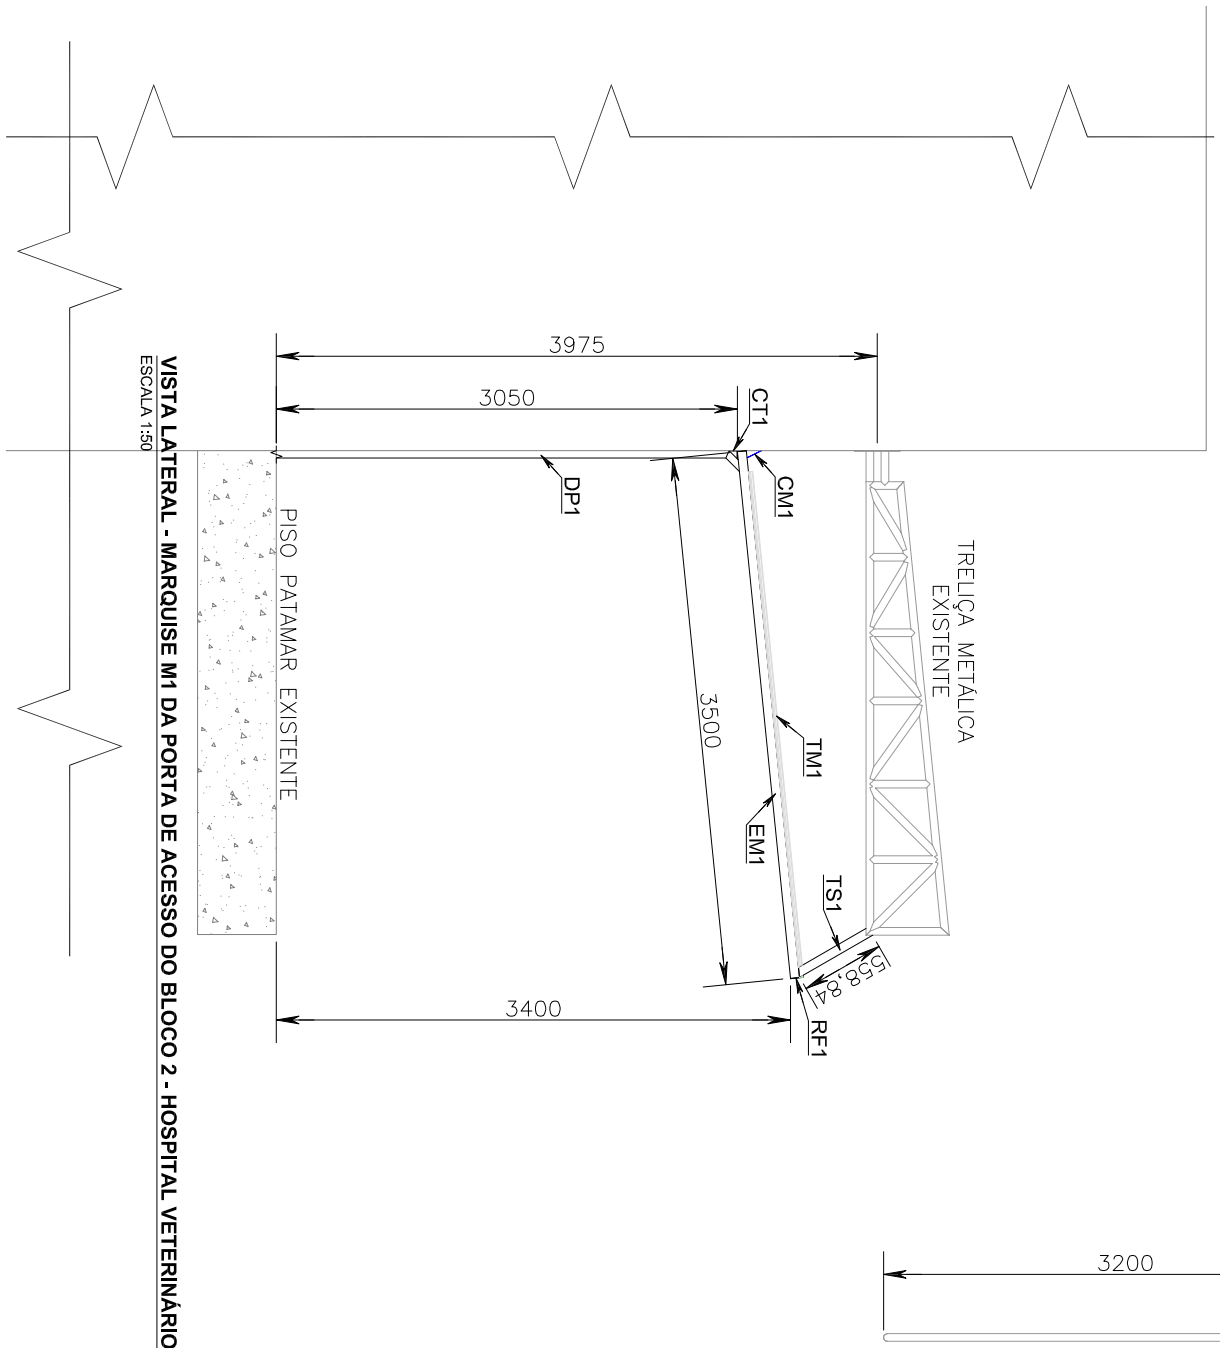 3975
3050
CT1
CM1
DP1
TRELIÇA METÁLICA
EXISTENTE
PISO PATAMAR EXISTENTE
3500
TM1
EM1
TS1
558,84
RF1
3400
VISTA LATERAL - MARQUISE M1 DA PORTA DE ACESSO DO BLOCO 2 - HOSPITAL VETERINÁRIO
ESCALA 1:50
3200